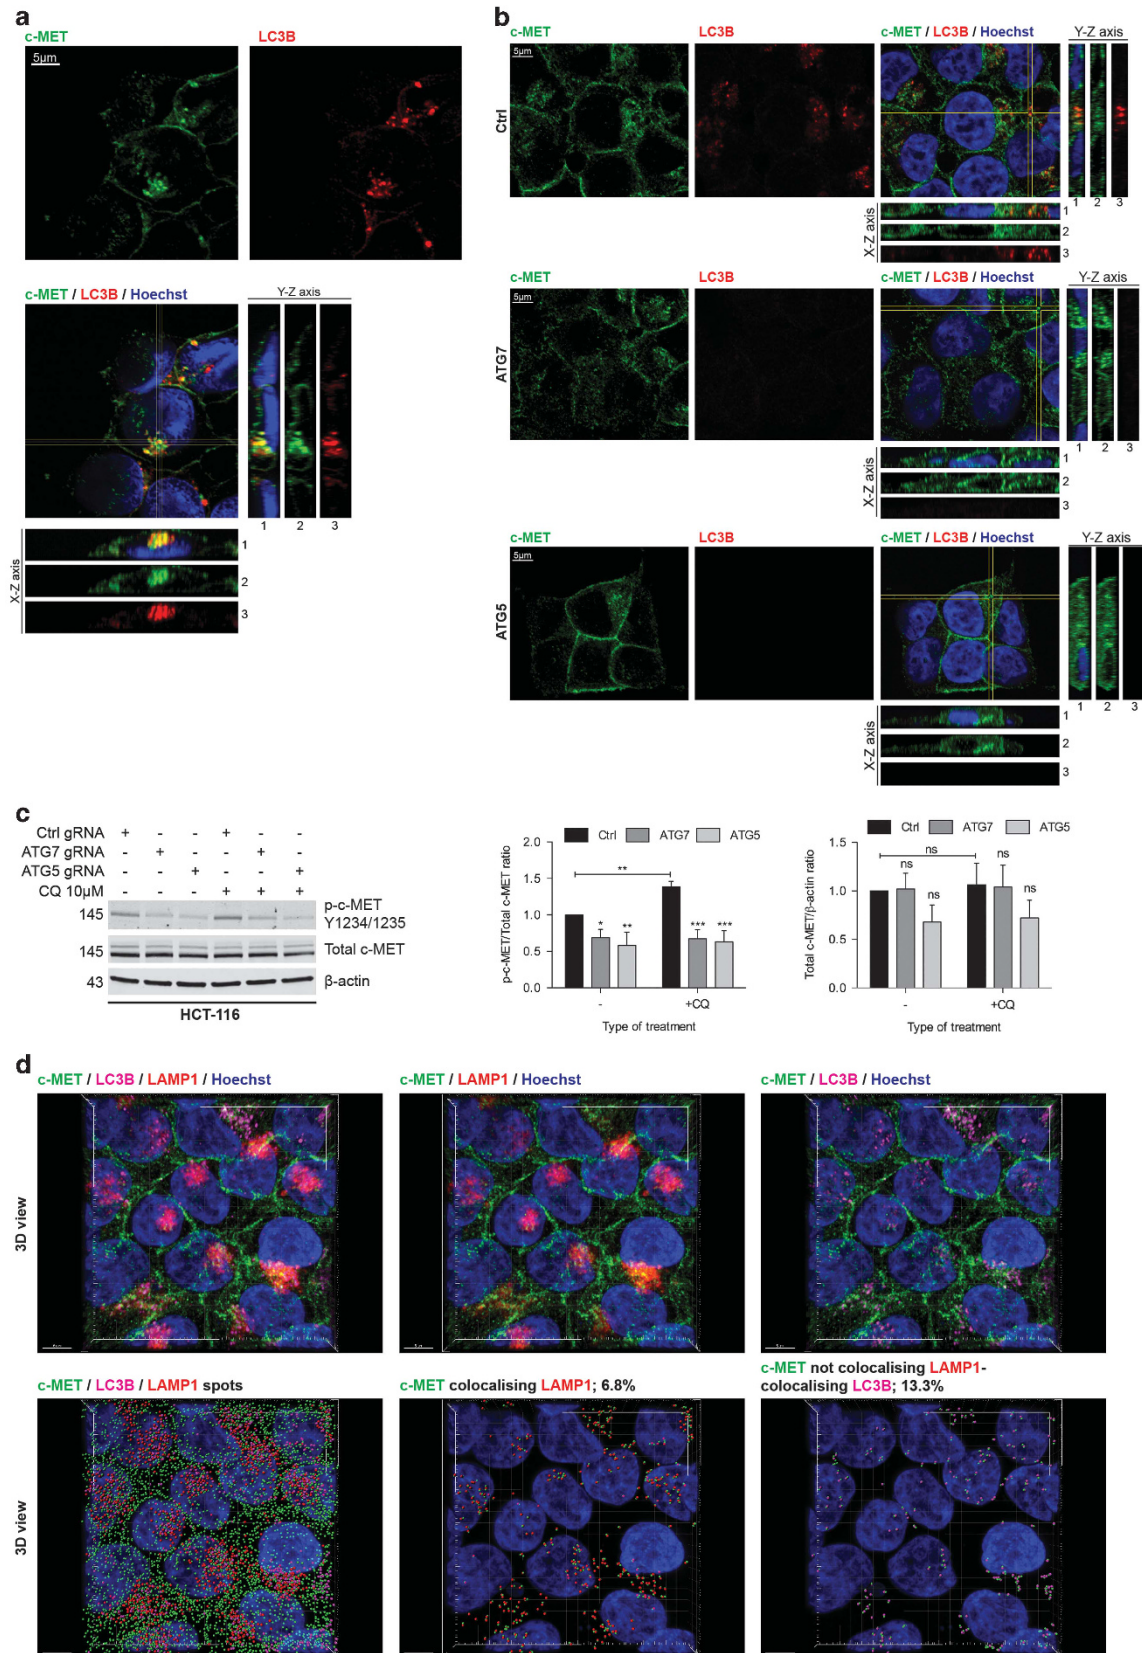 a
c-MET LC3B
5μm
c-MET / LC3B / Hoechst Y-Z axis
1 2 3
X-Z axis
1
2
3
b
c-MET LC3B c-MET / LC3B / Hoechst Y-Z axis
Ctrl
5μm
1 2 3
X-Z axis
1
2
3
c-MET LC3B c-MET / LC3B / Hoechst Y-Z axis
ATG7
5μm
1 2 3
X-Z axis
1
2
3
c-MET LC3B c-MET / LC3B / Hoechst Y-Z axis
ATG5
5μm
1 2 3
X-Z axis
1
2
3
c
Ctrl gRNA + - - + - -
ATG7 gRNA - + - - + -
ATG5 gRNA - - + - - +
CQ 10μM - - - + + +
145 p-c-MET
Y1234/1235
145 Total c-MET
43 β-actin
HCT-116
Ctrl ATG7 ATG5
p-c-MET/Total c-MET ratio
2.0
1.5
1.0
0.5
0.0
**
* ** *** ***
- +CQ
Type of treatment
Ctrl ATG7 ATG5
Total c-MET/β-actin ratio
1.5
1.0
0.5
0.0
ns
ns ns ns ns
- +CQ
Type of treatment
d
c-MET / LC3B / LAMP1 / Hoechst
c-MET / LAMP1 / Hoechst
c-MET / LC3B / Hoechst
3D view
c-MET / LC3B / LAMP1 spots
c-MET colocalising LAMP1; 6.8%
c-MET not colocalising LAMP1-
colocalising LC3B; 13.3%
3D view